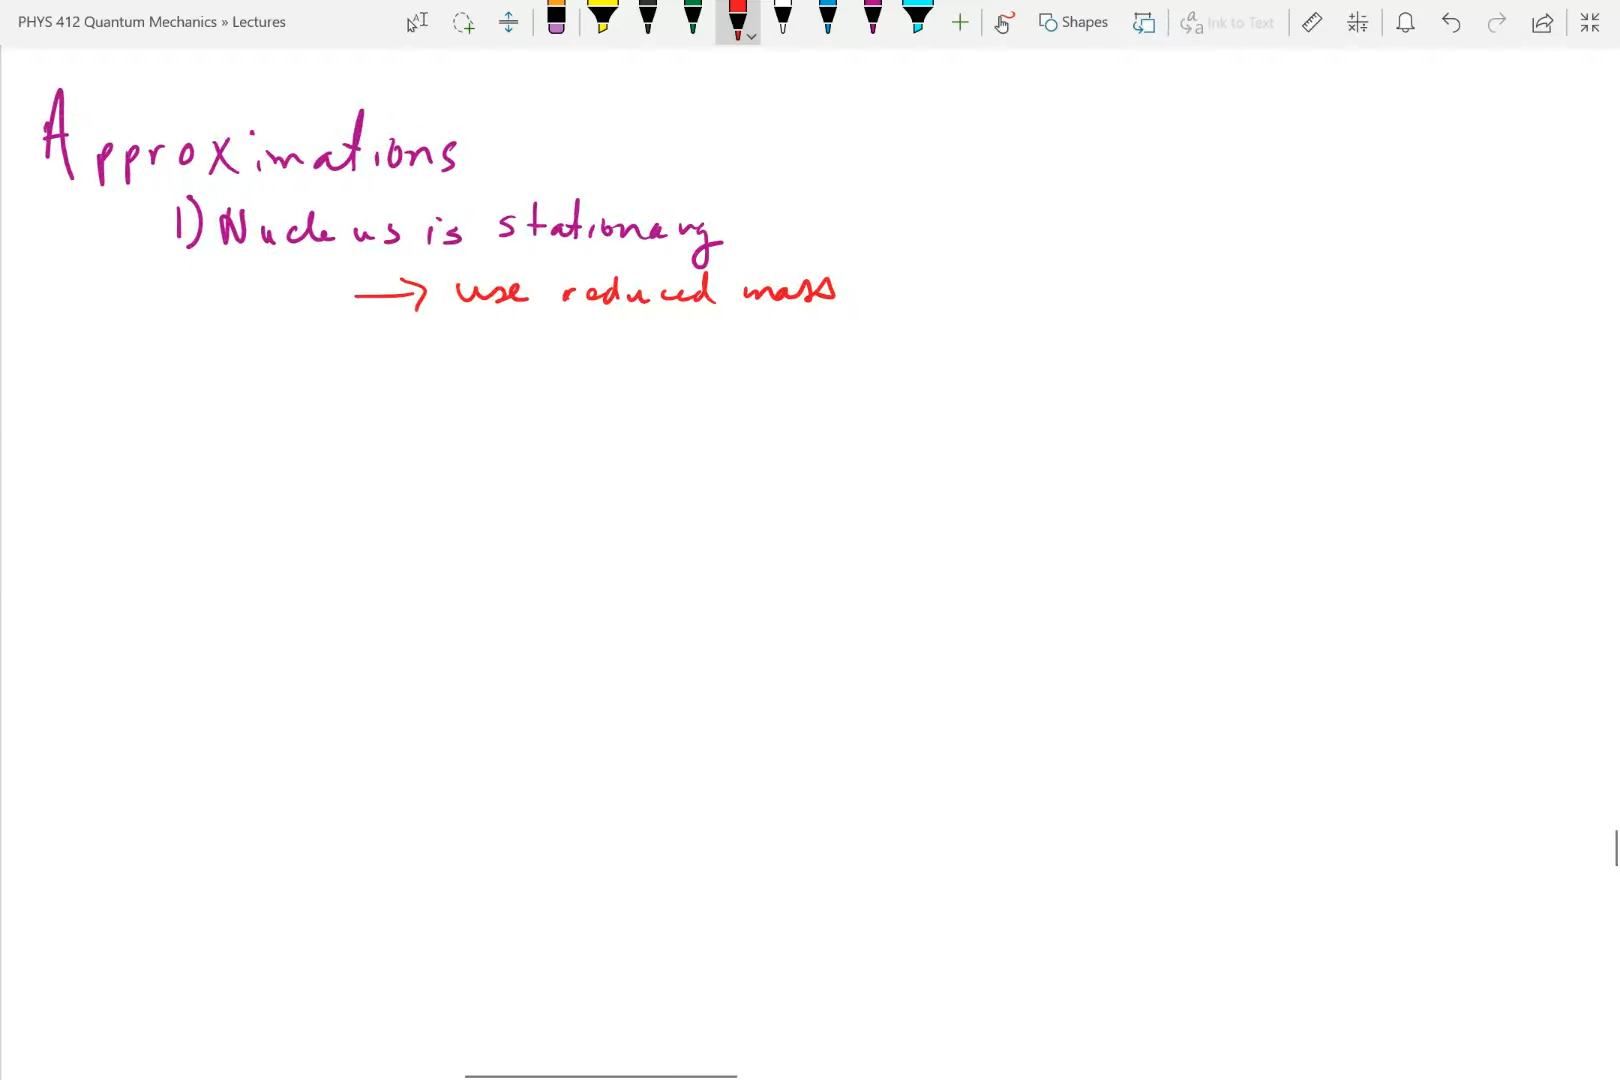 PHYS 412 Quantum Mechanics » Lectures
Shapes
Ink to Text
Approximations
1) Nucleus is stationary
→ use reduced mass